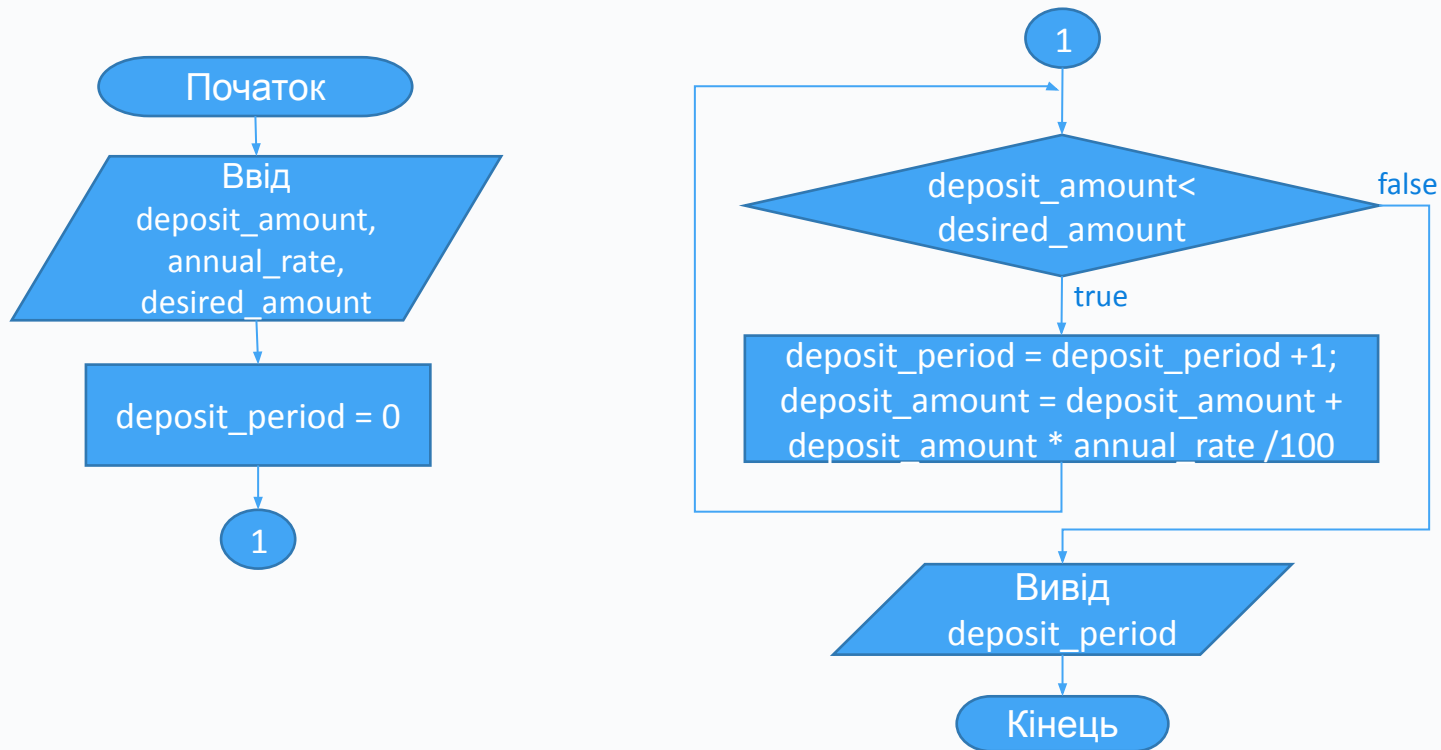 Початок
Ввід
deposit_amount,
annual_rate,
desired_amount
deposit_period = 0
1
1
deposit_amount<
desired_amount
false
true
deposit_period = deposit_period +1;
deposit_amount = deposit_amount +
deposit_amount * annual_rate /100
Вивід
deposit_period
Кінець